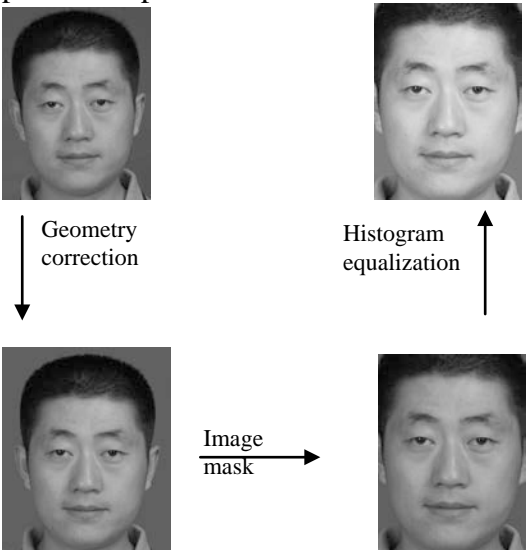 Geometry
correction
Histogram
equalization
Image
mask